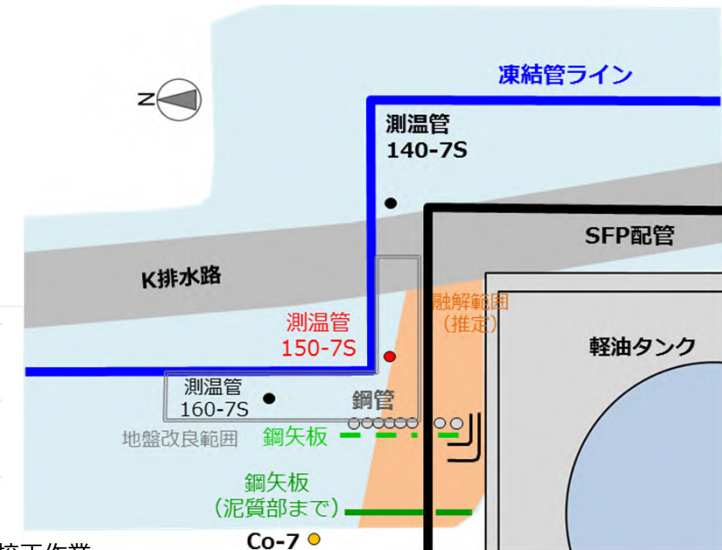 凍結管ライン
N
測温管
140-7S
SFP配管
K排水路
融解範囲
(推定)
測温管
150-7S
軽油タンク
測温管
160-7S
鋼管
地盤改良範囲
鋼矢板
鋼矢板
(泥質部まで)
Co-7